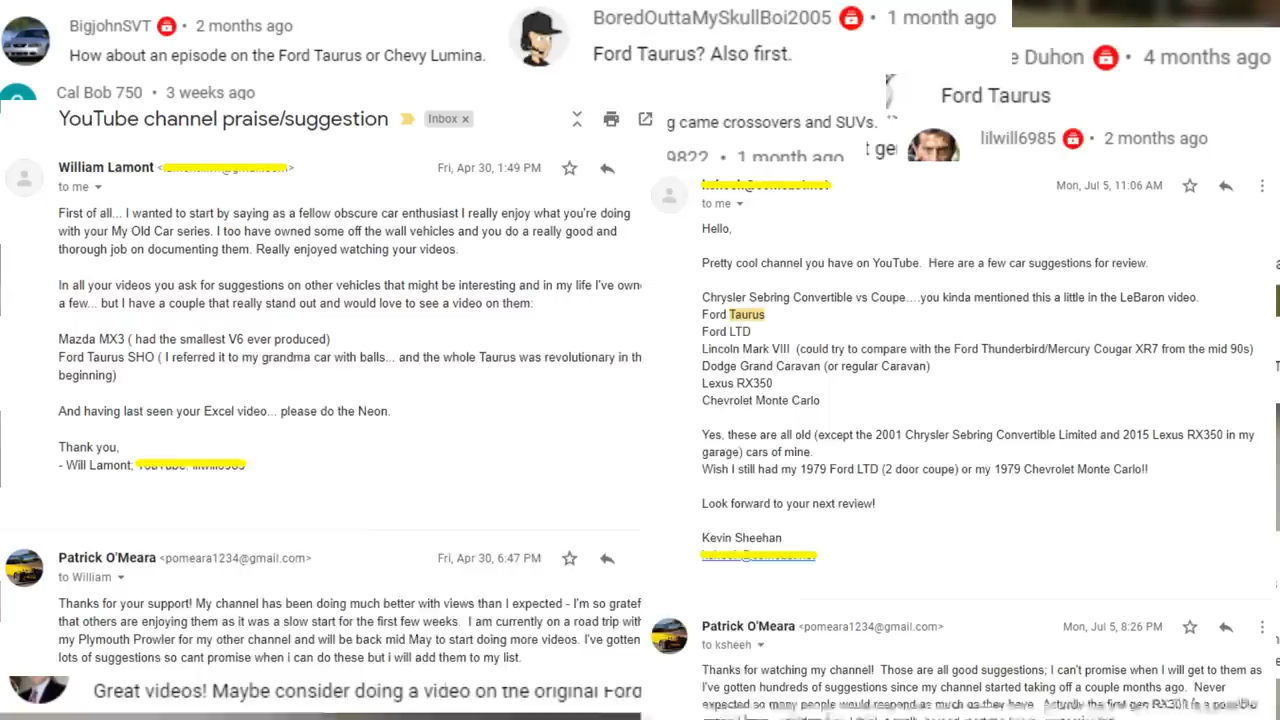 BigjohnSVT • 2 months ago
How about an episode on the Ford Taurus or Chevy Lumina.
BoredOuttaMySkullBoi2005 • 1 month ago
Ford Taurus? Also first.
e Duhon • 4 months ago
Ford Taurus
Cal Bob 750 • 3 weeks ago
g came crossovers and SUVs.
9822 • 1 month ago
t ge
lilwill6985 • 2 months ago
YouTube channel praise/suggestion
Inbox x
William Lamont
Fri, Apr 30, 1:49 PM
to me
First of all... I wanted to start by saying as a fellow obscure car enthusiast I really enjoy what you're doing
with your My Old Car series. I too have owned some off the wall vehicles and you do a really good and
thorough job on documenting them. Really enjoyed watching your videos.
In all your videos you ask for suggestions on other vehicles that might be interesting and in my life I've own
a few... but I have a couple that really stand out and would love to see a video on them:
Mazda MX3 ( had the smallest V6 ever produced)
Ford Taurus SHO ( I referred it to my grandma car with balls... and the whole Taurus was revolutionary in th
beginning)
And having last seen your Excel video... please do the Neon.
Thank you,
- Will Lamont;
Patrick O'Meara <pomeara1234@gmail.com>
Fri, Apr 30, 6:47 PM
to William
Thanks for your support! My channel has been doing much better with views than I expected - I'm so gratef
that others are enjoying them as it was a slow start for the first few weeks. I am currently on a road trip with
my Plymouth Prowler for my other channel and will be back mid May to start doing more videos. I've gotten
lots of suggestions so cant promise when i can do these but i will add them to my list.
Great videos! Maybe consider doing a video on the original Ford
Mon, Jul 5, 11:06 AM
to me
Hello,
Pretty cool channel you have on YouTube. Here are a few car suggestions for review.
Chrysler Sebring Convertible vs Coupe....you kinda mentioned this a little in the LeBaron video.
Ford Taurus
Ford LTD
Lincoln Mark VIII (could try to compare with the Ford Thunderbird/Mercury Cougar XR7 from the mid 90s)
Dodge Grand Caravan (or regular Caravan)
Lexus RX350
Chevrolet Monte Carlo
Yes, these are all old (except the 2001 Chrysler Sebring Convertible Limited and 2015 Lexus RX350 in my
garage) cars of mine.
Wish I still had my 1979 Ford LTD (2 door coupe) or my 1979 Chevrolet Monte Carlo!!
Look forward to your next review!
Kevin Sheehan
Patrick O'Meara <pomeara1234@gmail.com>
Mon, Jul 5, 8:26 PM
to ksheeh
Thanks for watching my channel! Those are all good suggestions; I can't promise when I will get to them as
I've gotten hundreds of suggestions since my channel started taking off a couple months ago. Never
expected so many people would respond as much as they have. Actually the first gen RX300 is a possible